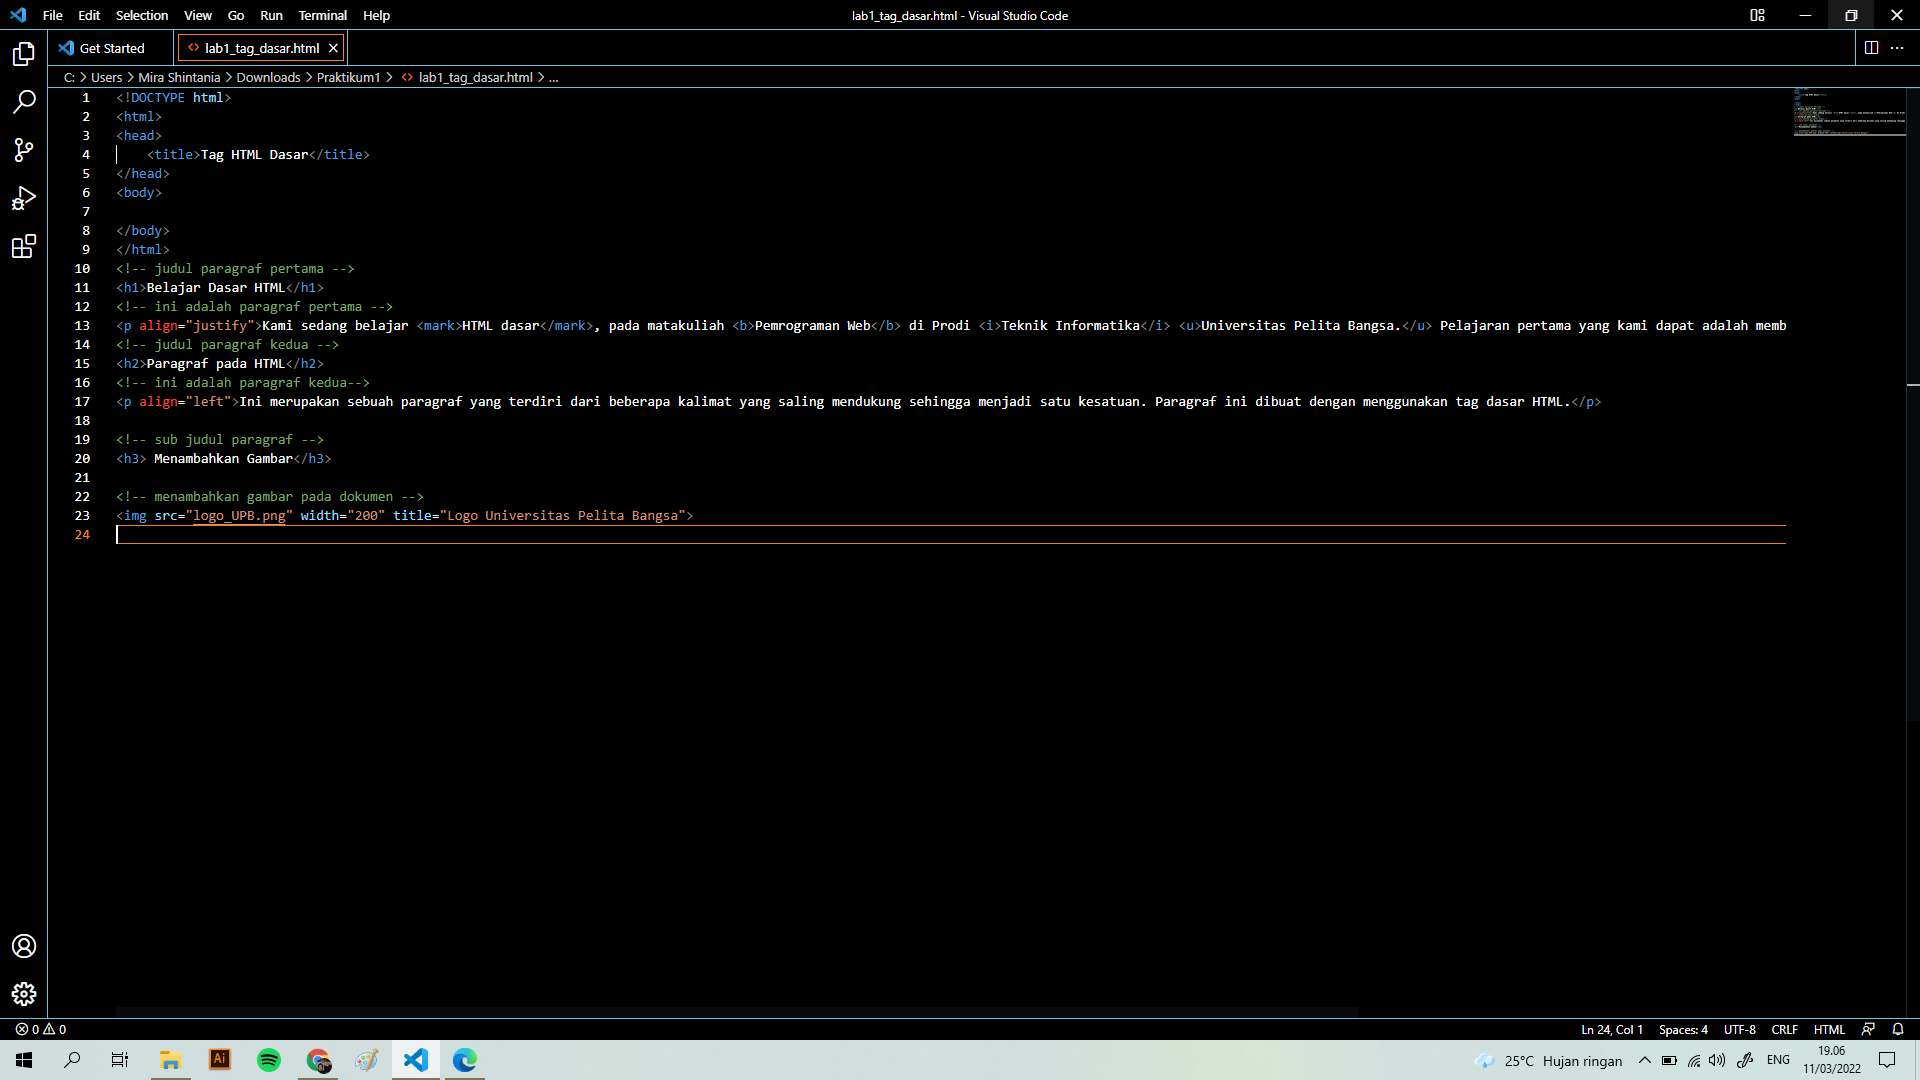 File Edit Selection View Go Run Terminal Help
lab1_tag_dasar.html - Visual Studio Code
Get Started
lab1_tag_dasar.html
C: > Users > Mira Shintania > Downloads > Praktikum1 > <> lab1_tag_dasar.html > ...
1 <!DOCTYPE html>
2 <html>
3 <head>
4     <title>Tag HTML Dasar</title>
5 </head>
6 <body>
7
8 </body>
9 </html>
10 <!-- judul paragraf pertama -->
11 <h1>Belajar Dasar HTML</h1>
12 <!-- ini adalah paragraf pertama -->
13 <p align="justify">Kami sedang belajar <mark>HTML dasar</mark>, pada matakuliah <b>Pemrograman Web</b> di Prodi <i>Teknik Informatika</i> <u>Universitas Pelita Bangsa.</u> Pelajaran pertama yang kami dapat adalah memb
14 <!-- judul paragraf kedua -->
15 <h2>Paragraf pada HTML</h2>
16 <!-- ini adalah paragraf kedua-->
17 <p align="left">Ini merupakan sebuah paragraf yang terdiri dari beberapa kalimat yang saling mendukung sehingga menjadi satu kesatuan. Paragraf ini dibuat dengan menggunakan tag dasar HTML.</p>
18
19 <!-- sub judul paragraf -->
20 <h3> Menambahkan Gambar</h3>
21
22 <!-- menambahkan gambar pada dokumen -->
23 <img src="logo_UPB.png" width="200" title="Logo Universitas Pelita Bangsa">
24
0 0
Ln 24, Col 1 Spaces: 4 UTF-8 CRLF HTML
Ai
25°C Hujan ringan
ENG
19.06
11/03/2022